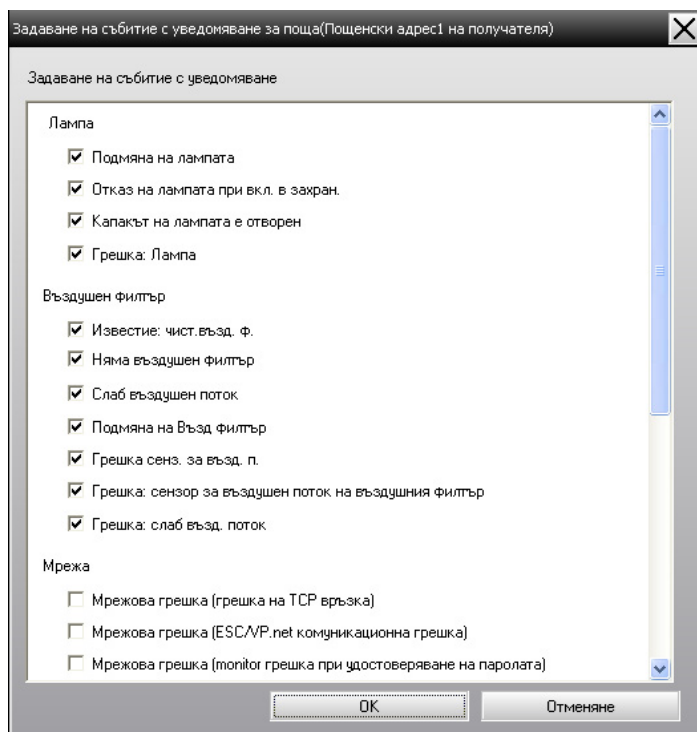 Задаване на събитие с уведомяване за поща(Пощенски адрес1 на получателя)
Задаване на събитие с уведомяване
Лампа
Подмяна на лампата
Отказ на лампата при вкл. в захран.
Капакът на лампата е отворен
Грешка: Лампа
Въздушен филтър
Известие: чист.възд. ф.
Няма въздушен филтър
Слаб въздушен поток
Подмяна на Възд филтър
Грешка сенз. за възд. п.
Грешка: сензор за въздушен поток на въздушния филтър
Грешка: слаб възд. поток
Мрежа
Мрежова грешка (грешка на TCP връзка)
Мрежова грешка (ESC/VP.net комуникационна грешка)
Мрежова грешка (monitor грешка при удостоверяване на паролата)
OK
Отменяне